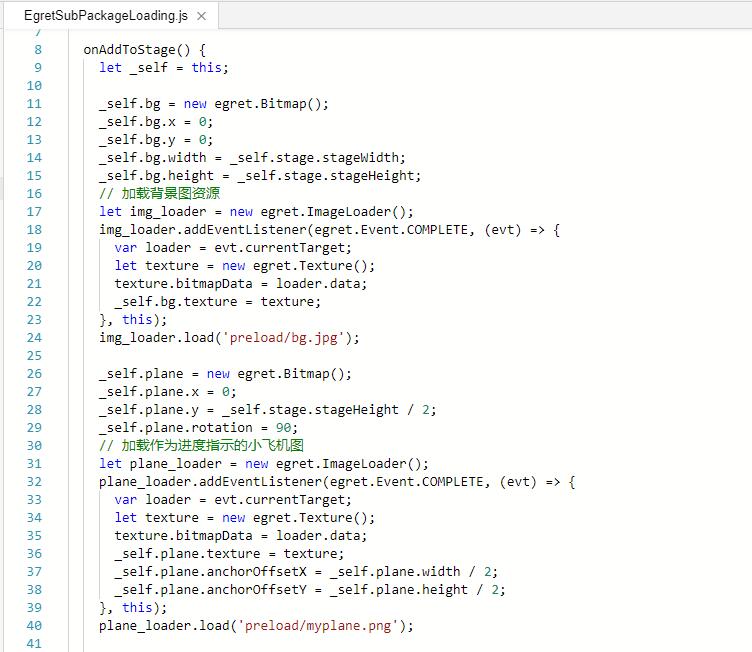 EgretSubPackageLoading.js ×
7
8 onAddToStage() {
9 let _self = this;
10
11 _self.bg = new egret.Bitmap();
12 _self.bg.x = 0;
13 _self.bg.y = 0;
14 _self.bg.width = _self.stage.stageWidth;
15 _self.bg.height = _self.stage.stageHeight;
16 // 加载背景图资源
17 let img_loader = new egret.ImageLoader();
18 img_loader.addEventListener(egret.Event.COMPLETE, (evt) => {
19 var loader = evt.currentTarget;
20 let texture = new egret.Texture();
21 texture.bitmapData = loader.data;
22 _self.bg.texture = texture;
23 }, this);
24 img_loader.load('preload/bg.jpg');
25
26 _self.plane = new egret.Bitmap();
27 _self.plane.x = 0;
28 _self.plane.y = _self.stage.stageHeight / 2;
29 _self.plane.rotation = 90;
30 // 加载作为进度指示的小飞机图
31 let plane_loader = new egret.ImageLoader();
32 plane_loader.addEventListener(egret.Event.COMPLETE, (evt) => {
33 var loader = evt.currentTarget;
34 let texture = new egret.Texture();
35 texture.bitmapData = loader.data;
36 _self.plane.texture = texture;
37 _self.plane.anchorOffsetX = _self.plane.width / 2;
38 _self.plane.anchorOffsetY = _self.plane.height / 2;
39 }, this);
40 plane_loader.load('preload/myplane.png');
41